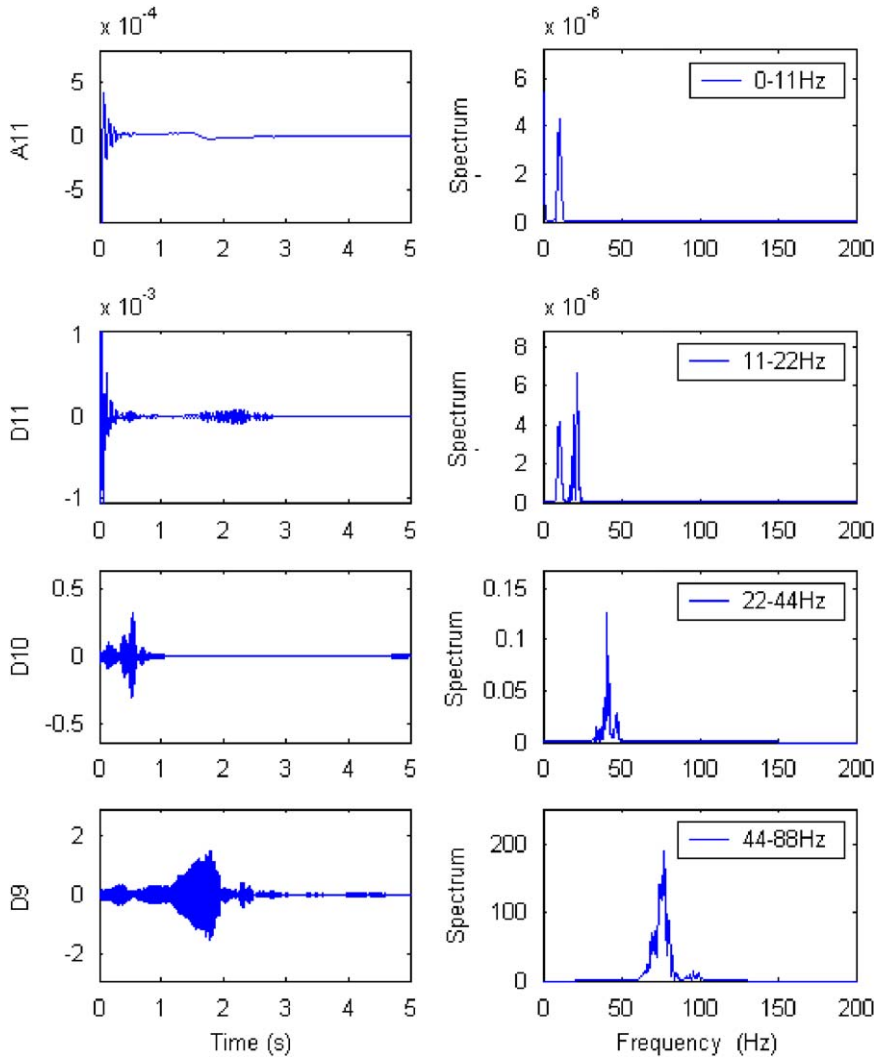 x 10^-4
A11
5
0
-5
0 1 2 3 4 5
x 10^-6
Spectrum
6
4
2
0
0 50 100 150 200
0-11Hz
x 10^-3
D11
1
0
-1
0 1 2 3 4 5
x 10^-6
Spectrum
8
6
4
2
0
0 50 100 150 200
11-22Hz
D10
0.5
0
-0.5
0 1 2 3 4 5
Spectrum
0.15
0.1
0.05
0
0 50 100 150 200
22-44Hz
D9
2
0
-2
0 1 2 3 4 5
Time (s)
Spectrum
200
100
0
0 50 100 150 200
44-88Hz
Frequency (Hz)